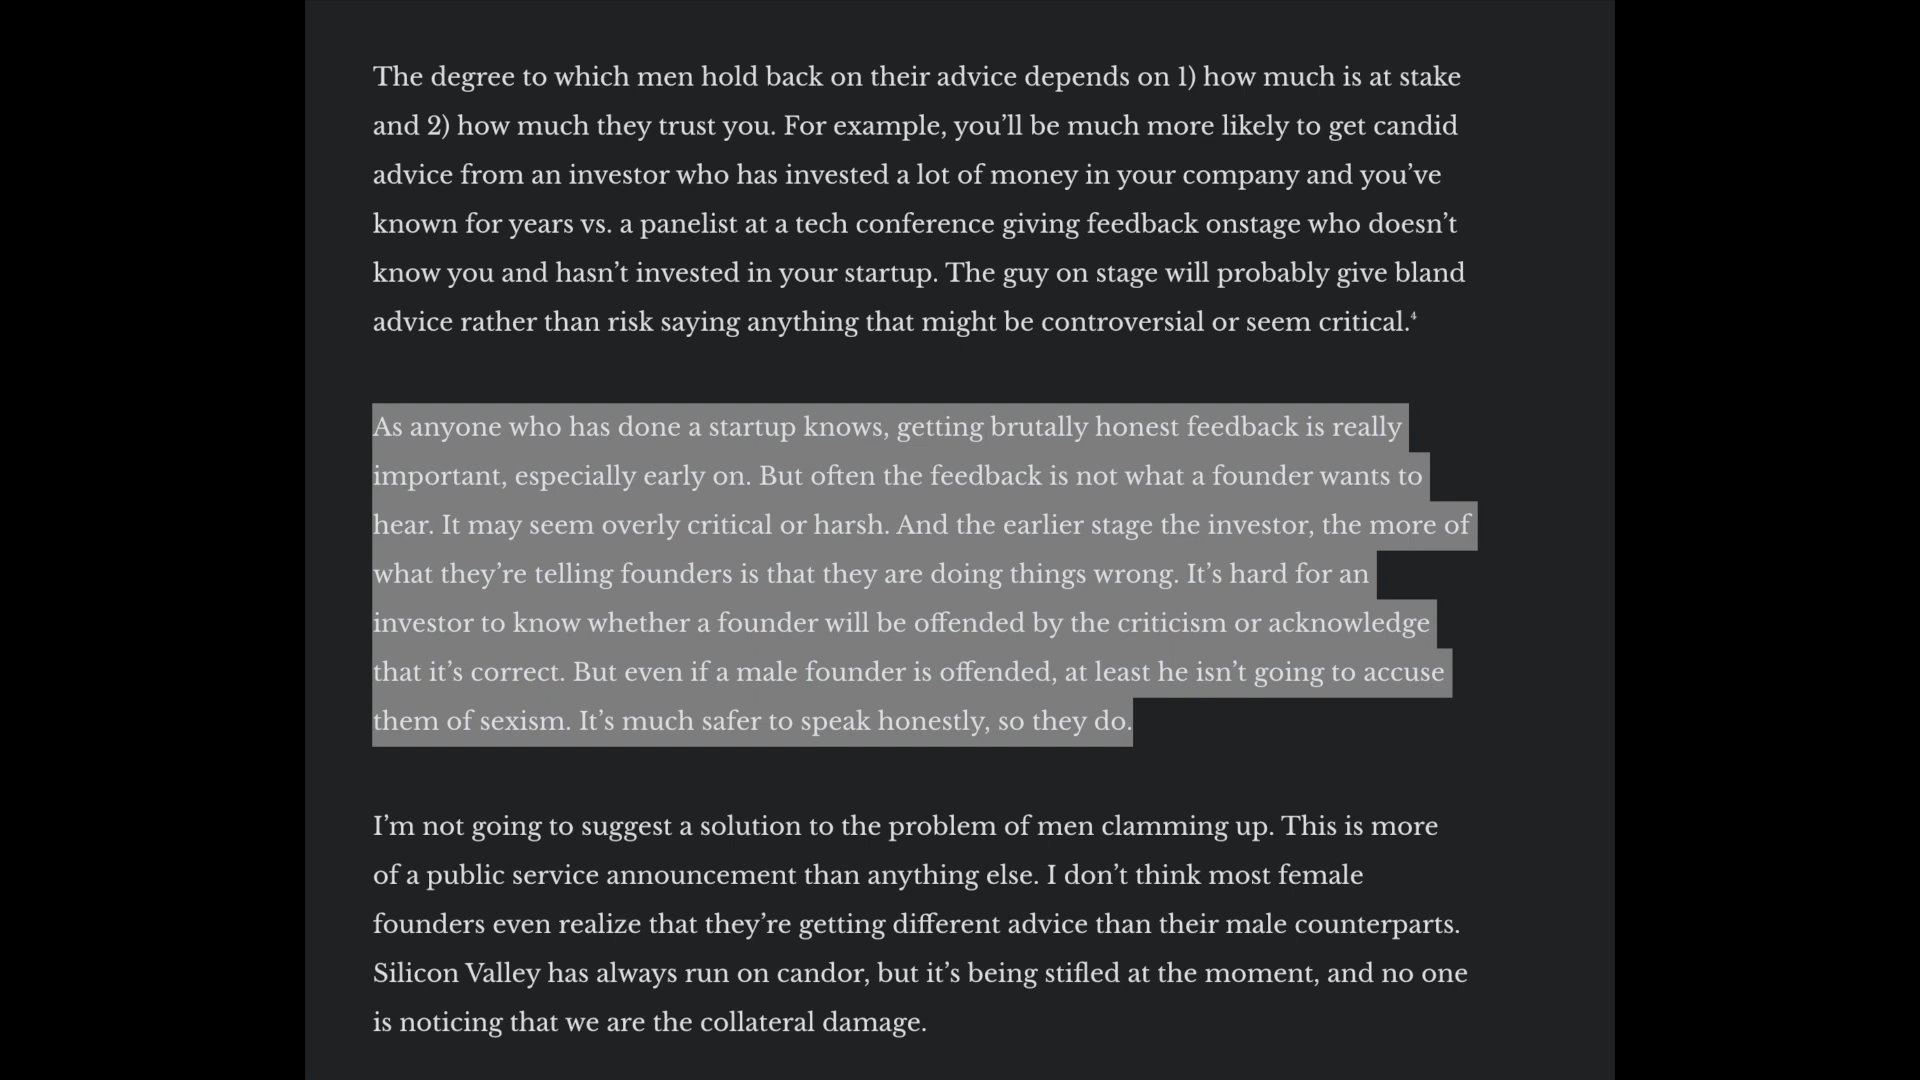 The degree to which men hold back on their advice depends on 1) how much is at stake
and 2) how much they trust you. For example, you’ll be much more likely to get candid
advice from an investor who has invested a lot of money in your company and you’ve
known for years vs. a panelist at a tech conference giving feedback onstage who doesn’t
know you and hasn’t invested in your startup. The guy on stage will probably give bland
advice rather than risk saying anything that might be controversial or seem critical.⁴
As anyone who has done a startup knows, getting brutally honest feedback is really
important, especially early on. But often the feedback is not what a founder wants to
hear. It may seem overly critical or harsh. And the earlier stage the investor, the more of
what they’re telling founders is that they are doing things wrong. It’s hard for an
investor to know whether a founder will be offended by the criticism or acknowledge
that it’s correct. But even if a male founder is offended, at least he isn’t going to accuse
them of sexism. It’s much safer to speak honestly, so they do.
I’m not going to suggest a solution to the problem of men clamming up. This is more
of a public service announcement than anything else. I don’t think most female
founders even realize that they’re getting different advice than their male counterparts.
Silicon Valley has always run on candor, but it’s being stifled at the moment, and no one
is noticing that we are the collateral damage.